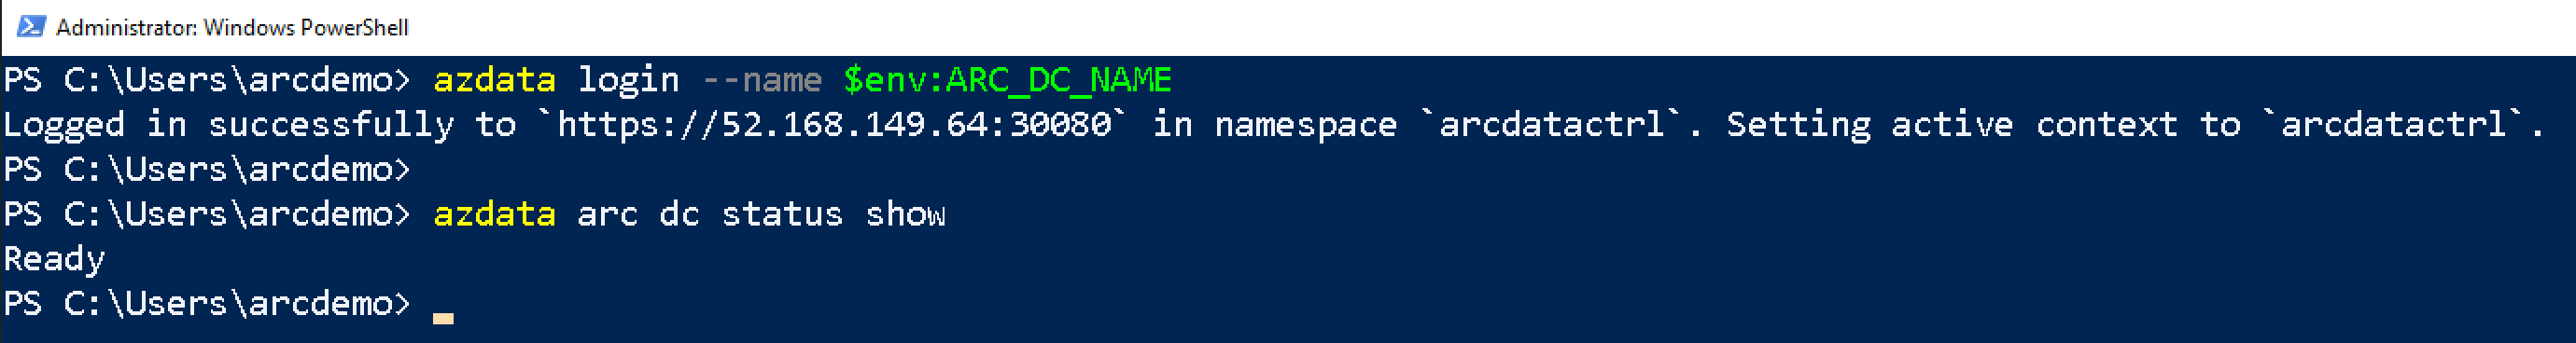 Administrator: Windows PowerShell
PS C:\Users\arcdemo> azdata login --name $env:ARC_DC_NAME
Logged in successfully to `https://52.168.149.64:30080` in namespace `arcdatactrl`. Setting active context to `arcdatactrl`.
PS C:\Users\arcdemo>
PS C:\Users\arcdemo> azdata arc dc status show
Ready
PS C:\Users\arcdemo>